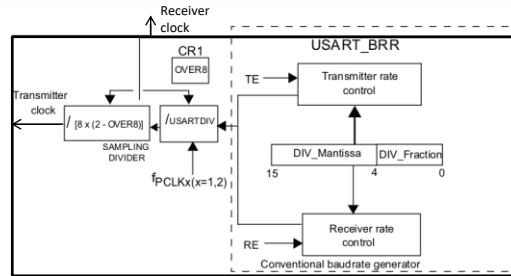 Receiver
clock
CR1
OVER8
USART_BRR
TE
Transmitter rate
control
Transmitter
clock
/ [8 x (2 - OVER8)]
/USARTDIV
SAMPLING
DIVIDER
DIV_Mantissa
DIV_Fraction
15
4
0
fPCLKx(x=1,2)
RE
Receiver rate
control
Conventional baudrate generator